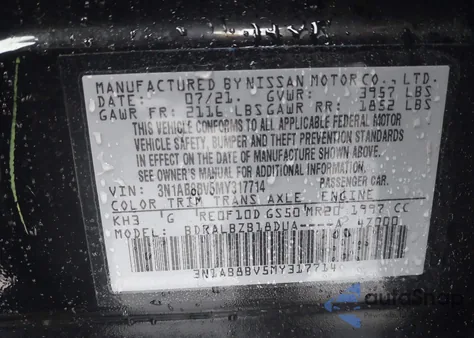 MANUFACTURED BY NISSAN MOTOR CO., LTD.
DATE: 07/21. GVWR: 3957 LBS
GAWR FR: 2116 LBS GAWR RR: 1852 LBS
THIS VEHICLE CONFORMS TO ALL APPLICABLE FEDERAL MOTOR
VEHICLE SAFETY, BUMPER AND THEFT PREVENTION STANDARDS
IN EFFECT ON THE DATE OF MANUFACTURE SHOWN ABOVE.
SEE OWNER'S MANUAL FOR ADDITIONAL INFORMATION.
PASSENGER CAR
VIN: 3N1AB8BV5MY317714
COLOR TRIM TRANS AXLE ENGINE
KH3 G RE0F10D GS50 MR20 1997 CC
MODEL: BDRALBZB18DUA----
3N1AB8BV5MY317714
autoSnap